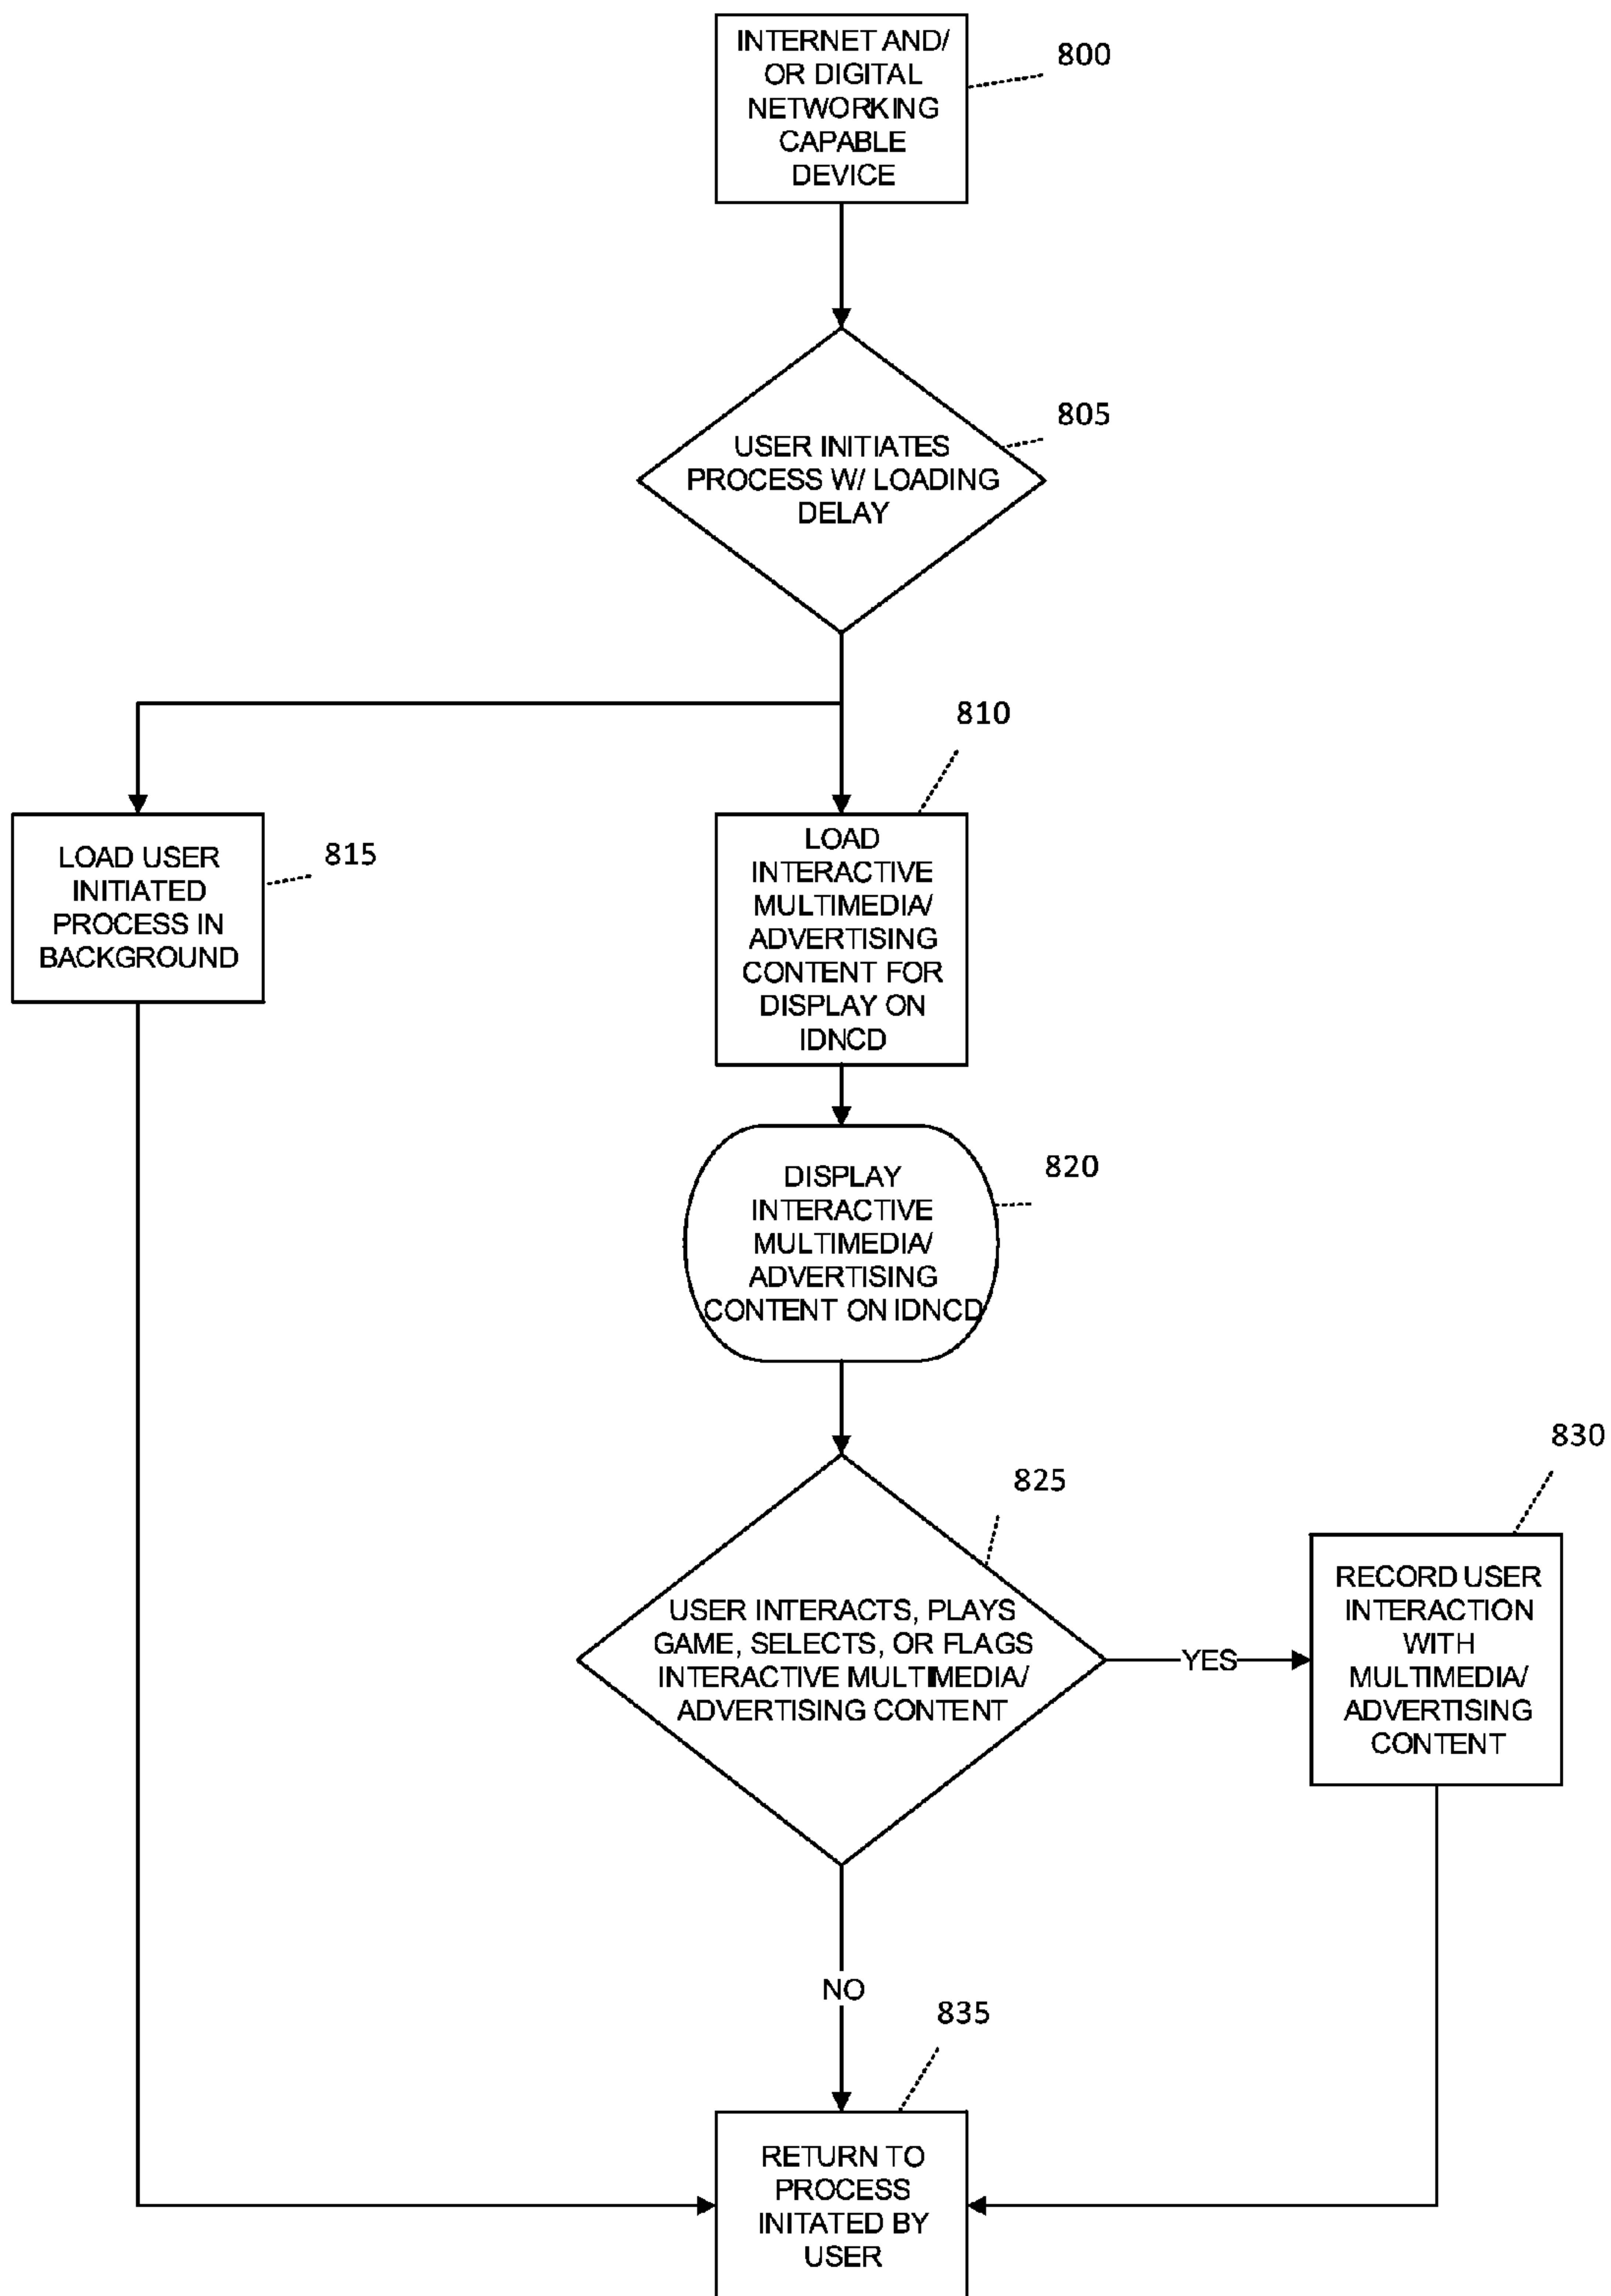 INTERNET AND/
OR DIGITAL
NETWORKING
CAPABLE
DEVICE
800
USER INITIATES
PROCESS W/ LOADING
DELAY
805
810
LOAD USER
INITIATED
PROCESS IN
BACKGROUND
815
LOAD
INTERACTIVE
MULTIMEDIA/
ADVERTISING
CONTENT FOR
DISPLAY ON
IDNCD
DISPLAY
INTERACTIVE
MULTIMEDIA/
ADVERTISING
CONTENT ON IDNCD
820
825
830
USER INTERACTS, PLAYS
GAME, SELECTS, OR FLAGS
INTERACTIVE MULTIMEDIA/
ADVERTISING CONTENT
YES
RECORD USER
INTERACTION
WITH
MULTIMEDIA/
ADVERTISING
CONTENT
NO
835
RETURN TO
PROCESS
INITATED BY
USER